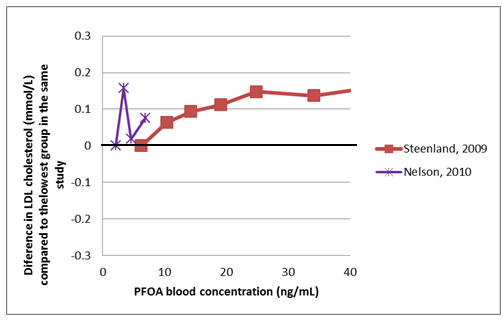 0.3
0.2
0.1
0
-0.1
-0.2
-0.3
0
10
20
30
40
Diference in LDL cholesterol (mmol/L)
compared to thelowest group in the same
study
PFOA blood concentration (ng/mL)
Steenland, 2009
Nelson, 2010